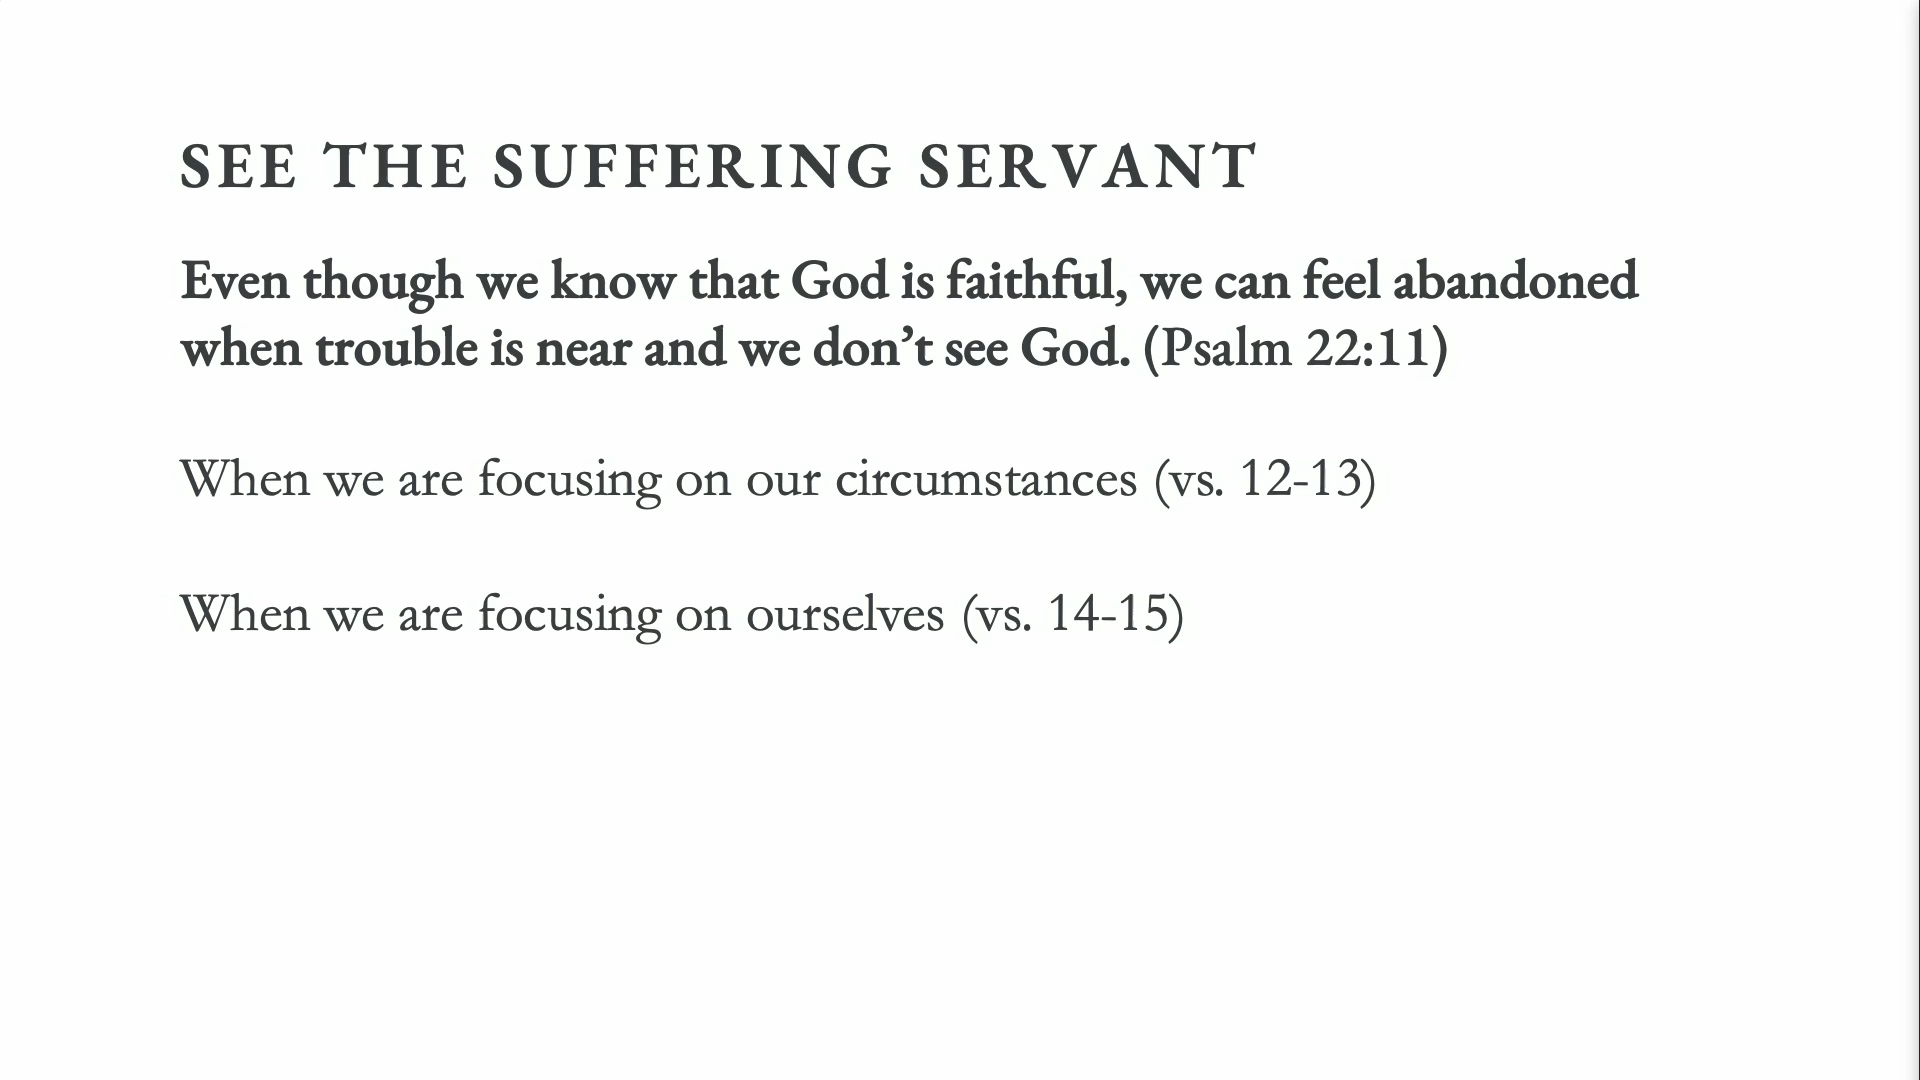 SEE THE SUFFERING SERVANT
Even though we know that God is faithful, we can feel abandoned
when trouble is near and we don’t see God. (Psalm 22:11)
When we are focusing on our circumstances (vs. 12-13)
When we are focusing on ourselves (vs. 14-15)